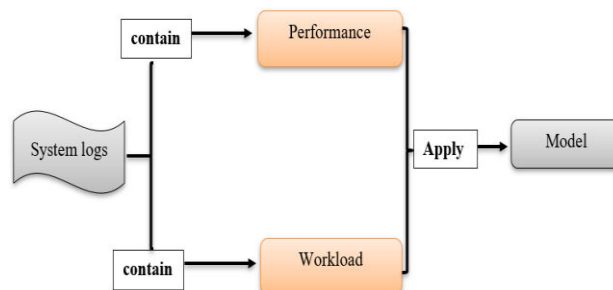 contain
Performance
System logs
Apply
Model
contain
Workload